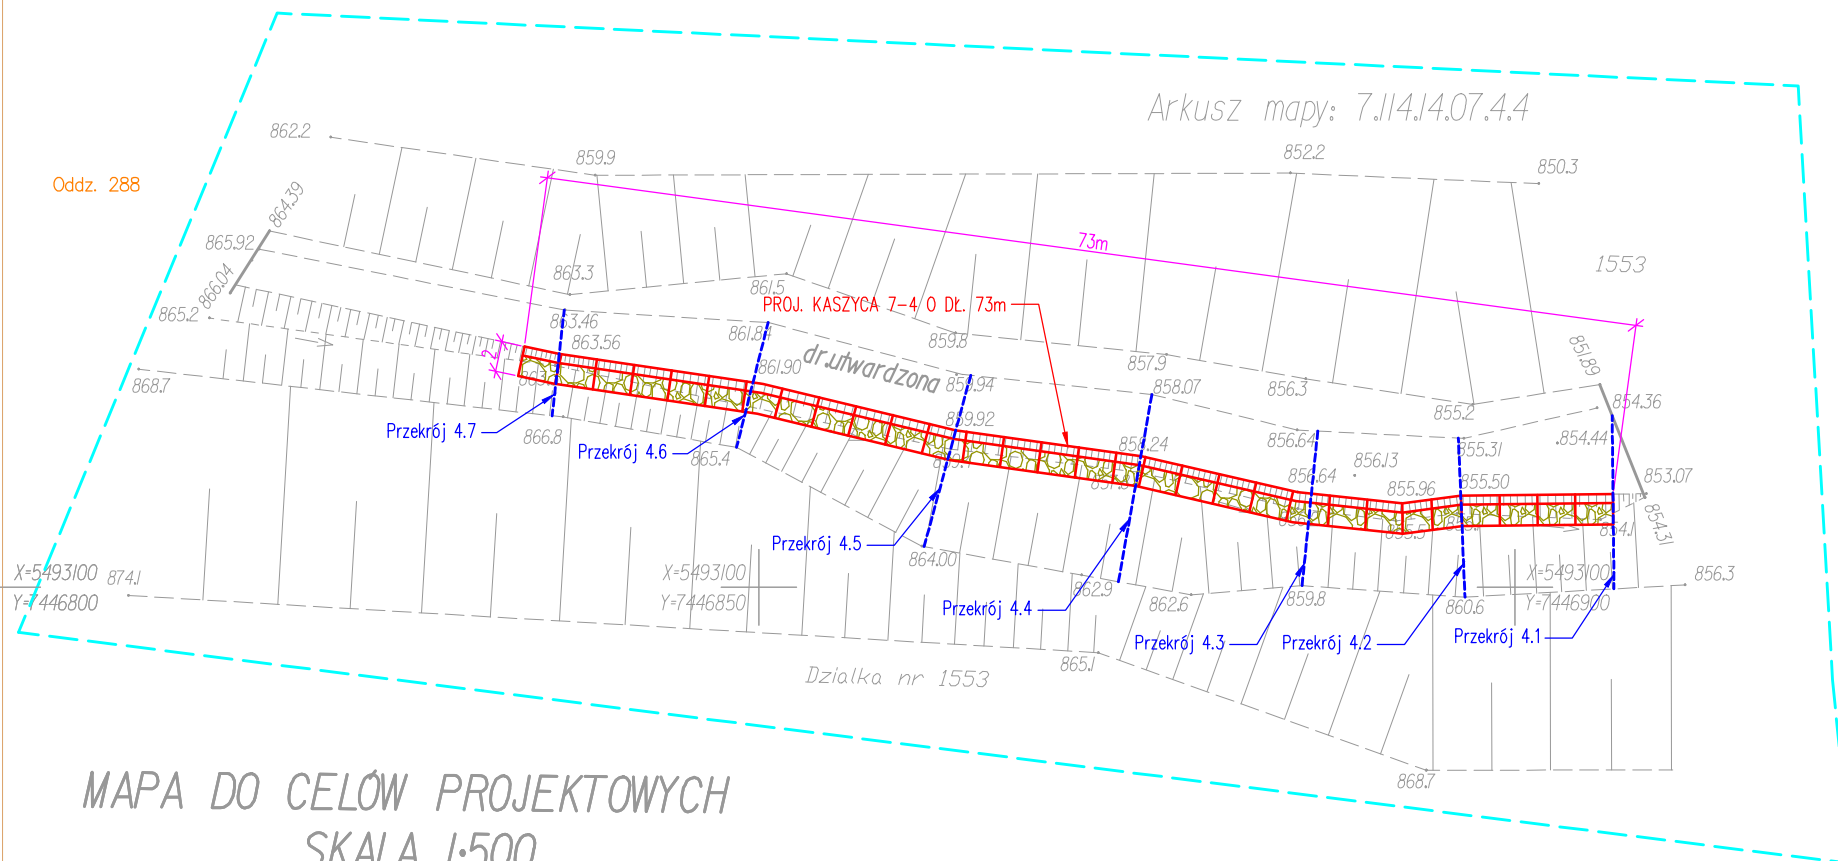 Arkusz mapy: 7.114.14.07.4.4
862.2
859.9
852.2
850.3
Oddz. 288
864.39
865.92
866.04
865.2
863.3
861.5
73m
1553
PROJ. KASZYCA 7-4 O DŁ. 73m
863.46
861.84
859.8
857.9
851.89
2
863.56
861.90
dr.utwardzona
859.94
858.07
856.3
855.2
854.36
868.7
859.92
856.24
856.64
855.31
854.44
Przekrój 4.7
866.8
Przekrój 4.6
865.4
856.64
856.13
855.96
855.50
853.07
854.1
854.31
Przekrój 4.5
864.00
X=5493100
Y=7446800
874.1
X=5493100
Y=7446850
862.9
862.6
859.8
860.6
X=5493100
Y=7446900
856.3
Przekrój 4.4
Przekrój 4.3
Przekrój 4.2
Przekrój 4.1
865.1
Dzialka nr 1553
868.7
MAPA DO CELÓW PROJEKTOWYCH
SKALA 1:500